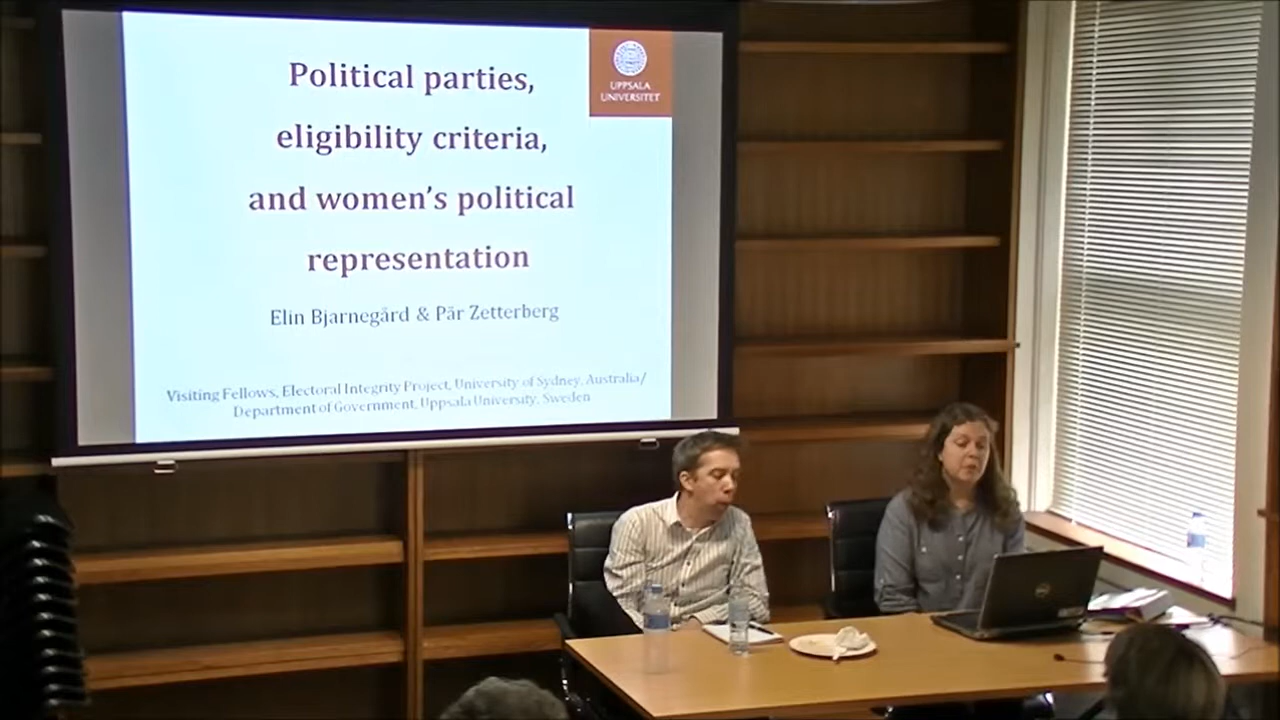 Political parties,
eligibility criteria,
and women's political
representation
UPPSALA
UNIVERSITET
Elin Bjarnegård & Pär Zetterberg
Visiting Fellows, Electoral Integrity Project, University of Sydney, Australia/
Department of Government, Uppsala University, Sweden
DELL